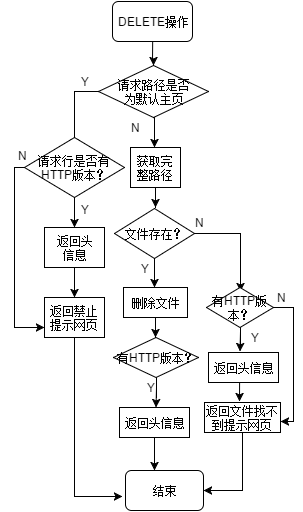 DELETE操作
请求路径是否
为默认主页
Y
N
请求行是否有
HTTP版本？
N
Y
获取完
整路径
返回头
信息
文件存在？
N
Y
返回禁止
提示网页
删除文件
有HTTP版
本？
N
Y
有HTTP版本？
Y
返回头信息
返回头信息
返回文件找不
到提示网页
结束